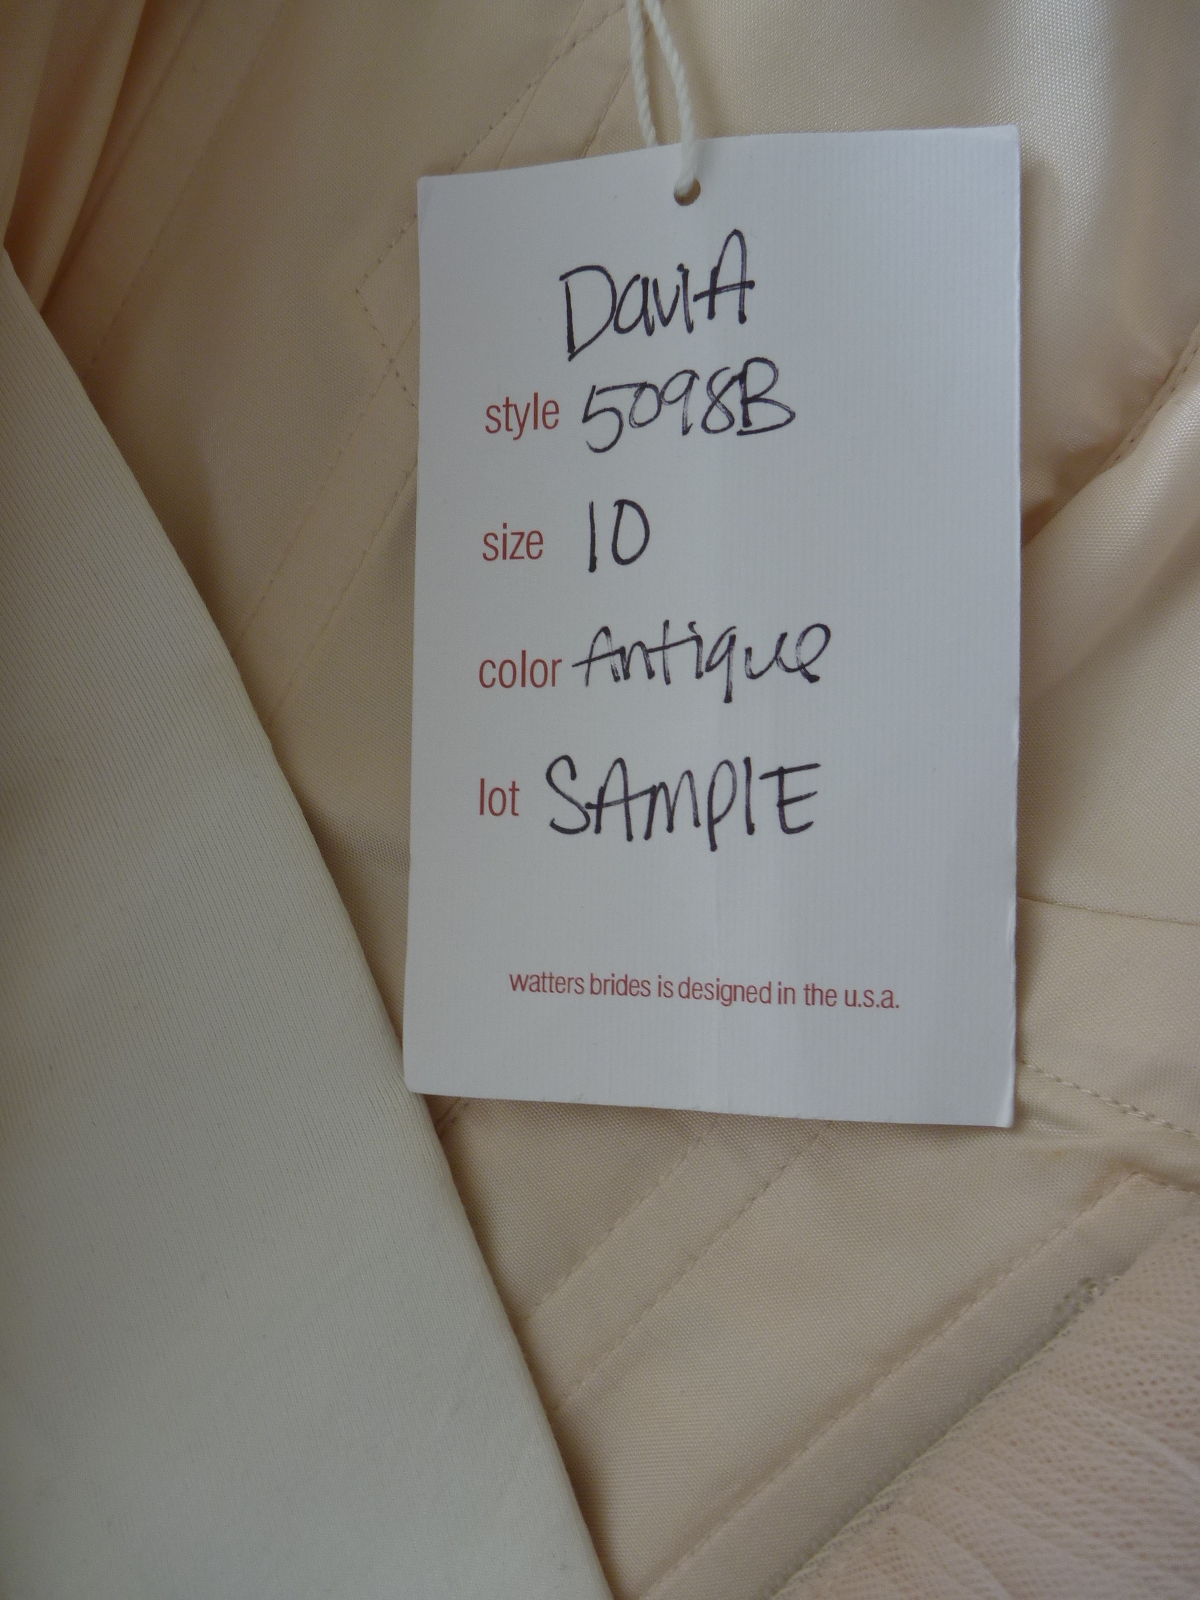 DaviA
style 5098B
size 10
color Antique
lot SAMPlE
watters brides is designed in the u.s.a.